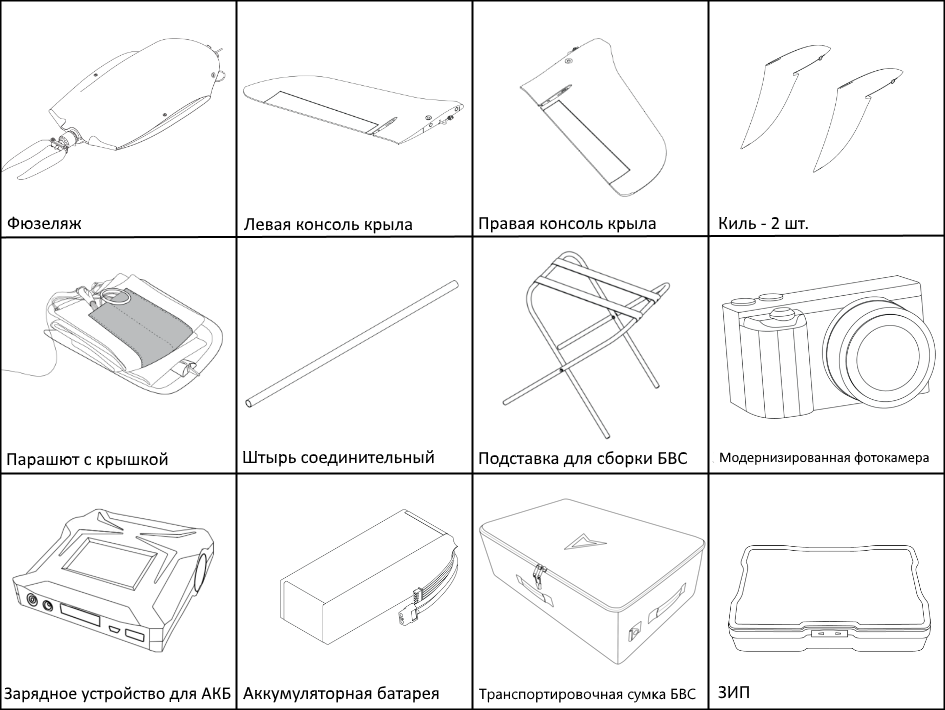 Фюзеляж
Левая консоль крыла
Правая консоль крыла
Киль - 2 шт.
Парашют с крышкой
Штырь соединительный
Подставка для сборки БВС
Модернизированная фотокамера
Зарядное устройство для АКБ
Аккумуляторная батарея
Транспортировочная сумка БВС
ЗИП